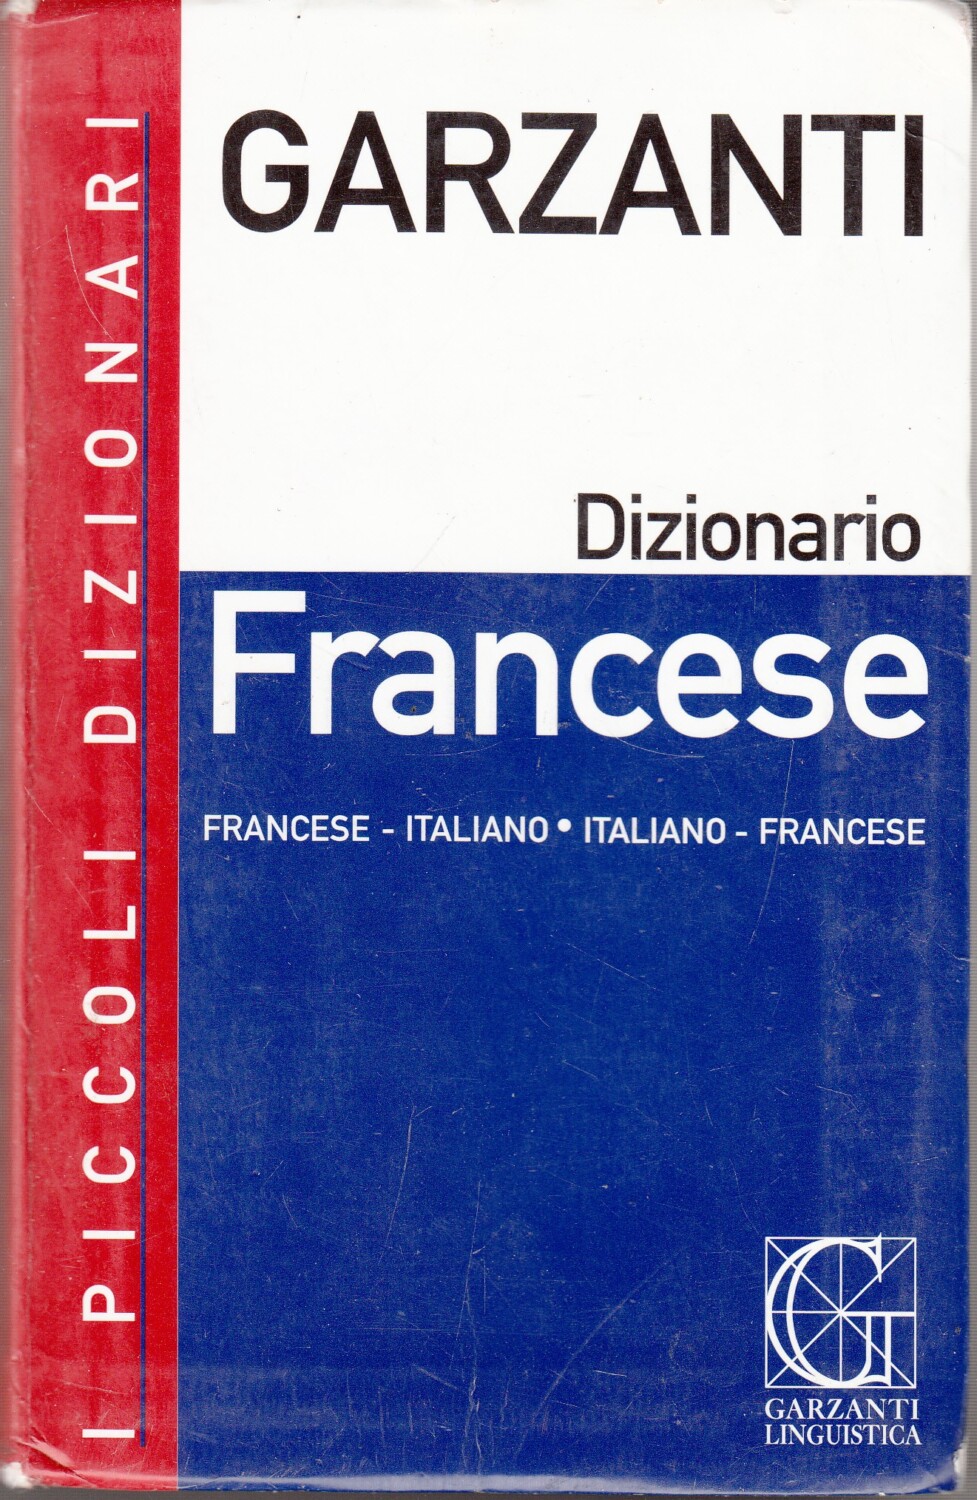 GARZANTI
Dizionario
Francese
FRANCESE - ITALIANO • ITALIANO - FRANCESE
I PICCOLI DIZIONARI
GARZANTI
LINGUISTICA